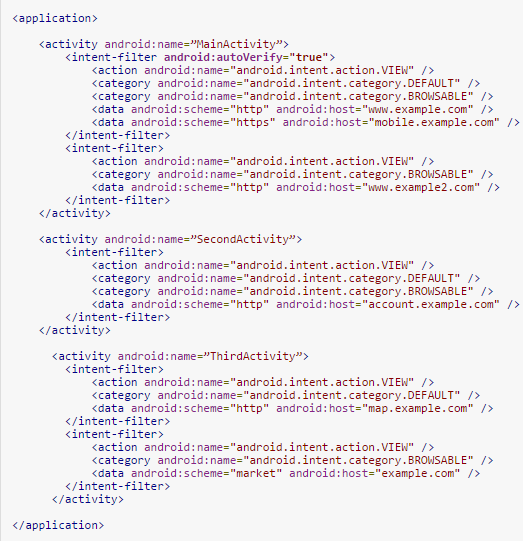 <application>
<activity android:name=”MainActivity”>
<intent-filter android:autoVerify="true">
<action android:name="android.intent.action.VIEW" />
<category android:name="android.intent.category.DEFAULT" />
<category android:name="android.intent.category.BROWSABLE" />
<data android:scheme="http" android:host="www.example.com" />
<data android:scheme="https" android:host="mobile.example.com" />
</intent-filter>
<intent-filter>
<action android:name="android.intent.action.VIEW" />
<category android:name="android.intent.category.BROWSABLE" />
<data android:scheme="http" android:host="www.example2.com" />
</intent-filter>
</activity>
<activity android:name=”SecondActivity”>
<intent-filter>
<action android:name="android.intent.action.VIEW" />
<category android:name="android.intent.category.DEFAULT" />
<category android:name="android.intent.category.BROWSABLE" />
<data android:scheme="http" android:host="account.example.com" />
</intent-filter>
</activity>
<activity android:name=”ThirdActivity”>
<intent-filter>
<action android:name="android.intent.action.VIEW" />
<category android:name="android.intent.category.DEFAULT" />
<data android:scheme="http" android:host="map.example.com" />
</intent-filter>
<intent-filter>
<action android:name="android.intent.action.VIEW" />
<category android:name="android.intent.category.BROWSABLE" />
<data android:scheme="market" android:host="example.com" />
</intent-filter>
</activity>
</application>